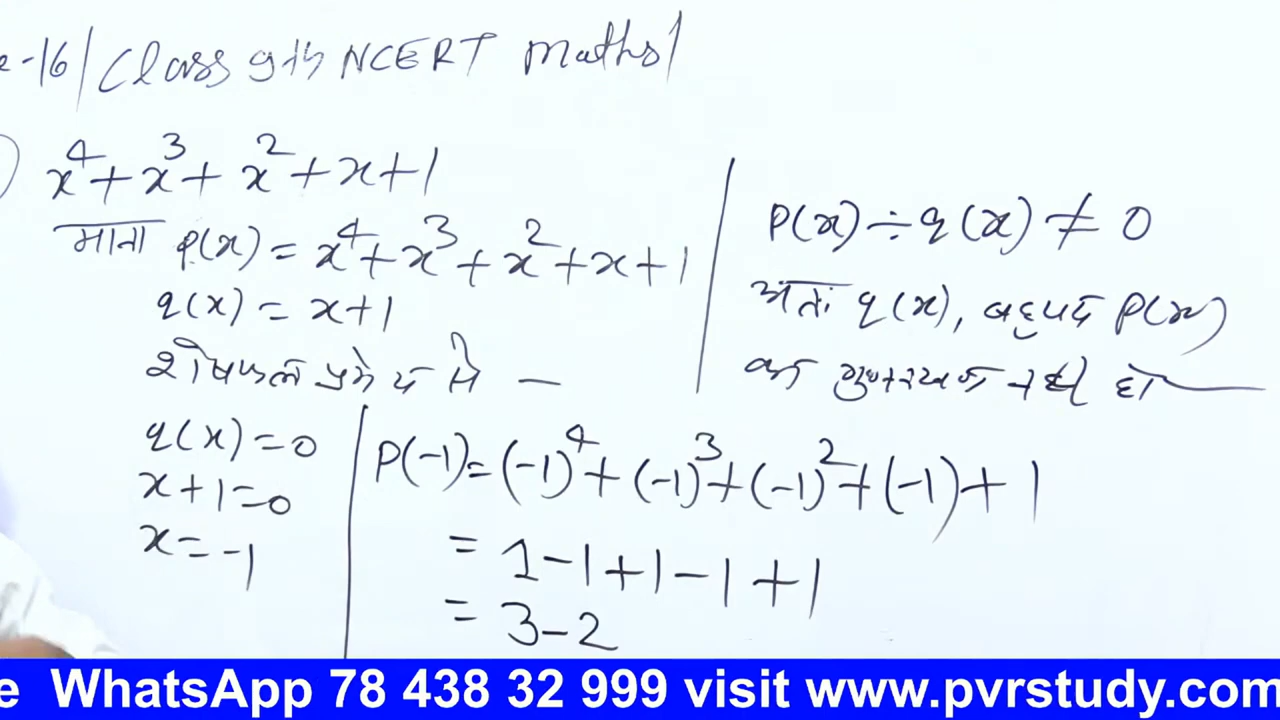 e-16/Class 9th NCERT Maths/
x⁴+x³+x²+x+1
माना p(x)=x⁴+x³+x²+x+1
q(x)=x+1
शेषफल प्रमेय से –
q(x)=0
x+1=0
x=-1
P(-1)=(-1)⁴+(-1)³+(-1)²+(-1)+1
=1-1+1-1+1
=3-2
P(x)÷q(x)≠0
अतः q(x), बहुपद P(x)
का गुणनखण्ड नहीं है
e WhatsApp 78 438 32 999 visit www.pvrstudy.com